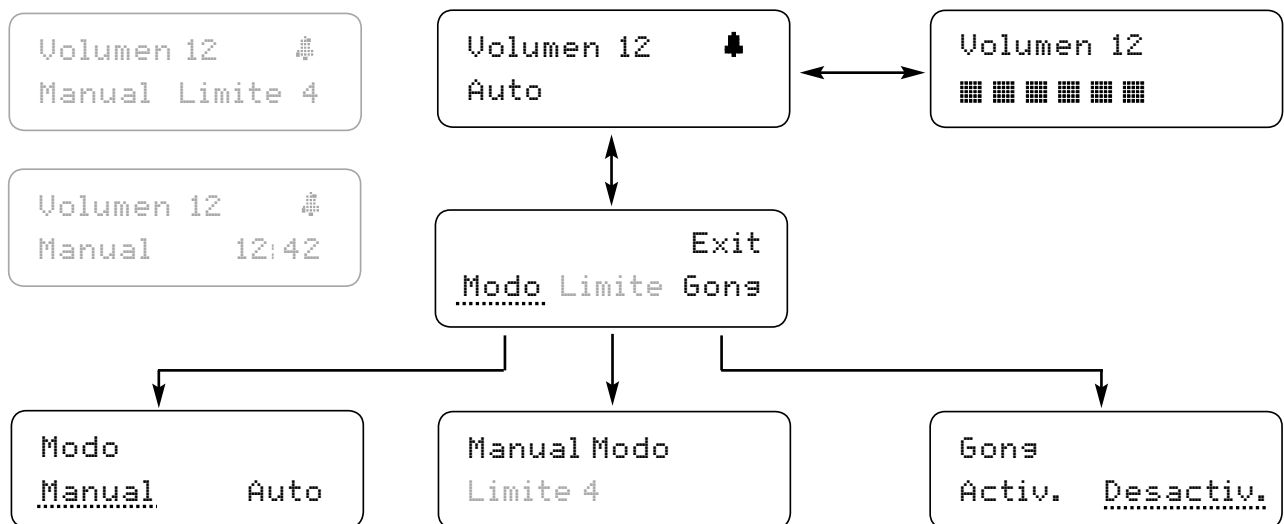 Volumen 12
Manual Limite 4
Volumen 12
Auto
Volumen 12
Volumen 12
Manual 12:42
Exit
Modo Limite Gong
Modo
Manual Auto
Manual Modo
Limite 4
Gong
Activ. Desactiv.